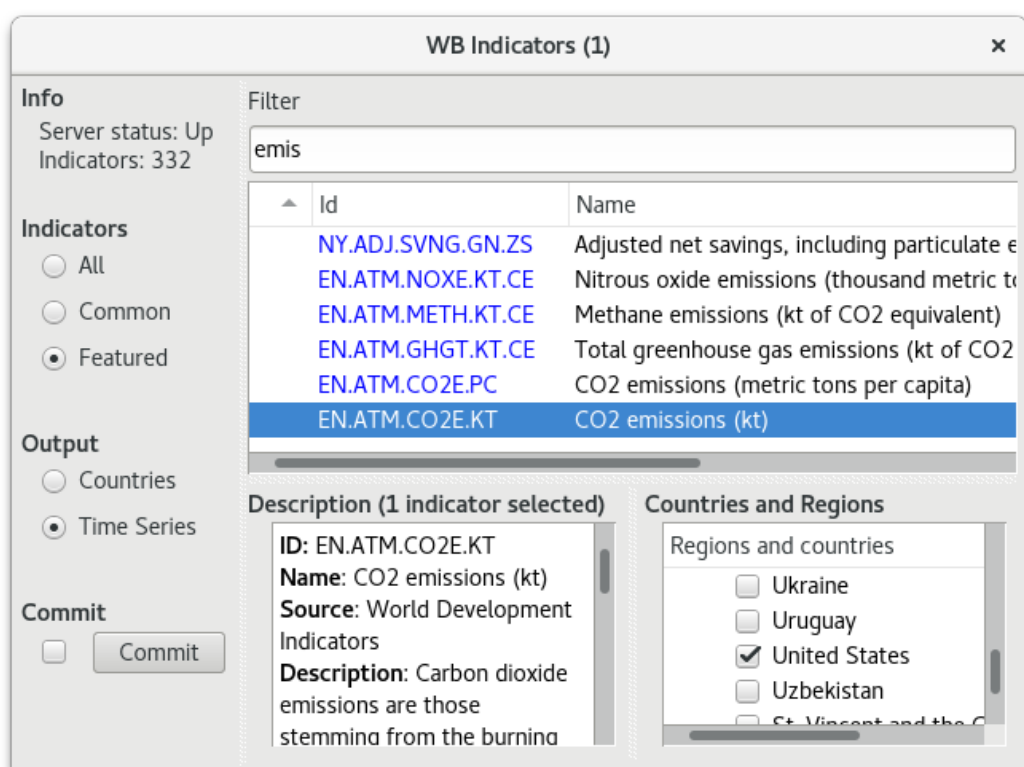 WB Indicators (1)
Info
Server status: Up
Indicators: 332
Indicators
All
Common
Featured
Output
Countries
Time Series
Commit
Commit
Filter
emis
Id Name
NY.ADJ.SVNG.GN.ZS Adjusted net savings, including particulate e
EN.ATM.NOXE.KT.CE Nitrous oxide emissions (thousand metric to
EN.ATM.METH.KT.CE Methane emissions (kt of CO2 equivalent)
EN.ATM.GHGT.KT.CE Total greenhouse gas emissions (kt of CO2
EN.ATM.CO2E.PC CO2 emissions (metric tons per capita)
EN.ATM.CO2E.KT CO2 emissions (kt)
Description (1 indicator selected)
ID: EN.ATM.CO2E.KT
Name: CO2 emissions (kt)
Source: World Development
Indicators
Description: Carbon dioxide
emissions are those
stemming from the burning
Countries and Regions
Regions and countries
Ukraine
Uruguay
United States
Uzbekistan
St. Vincent and the G